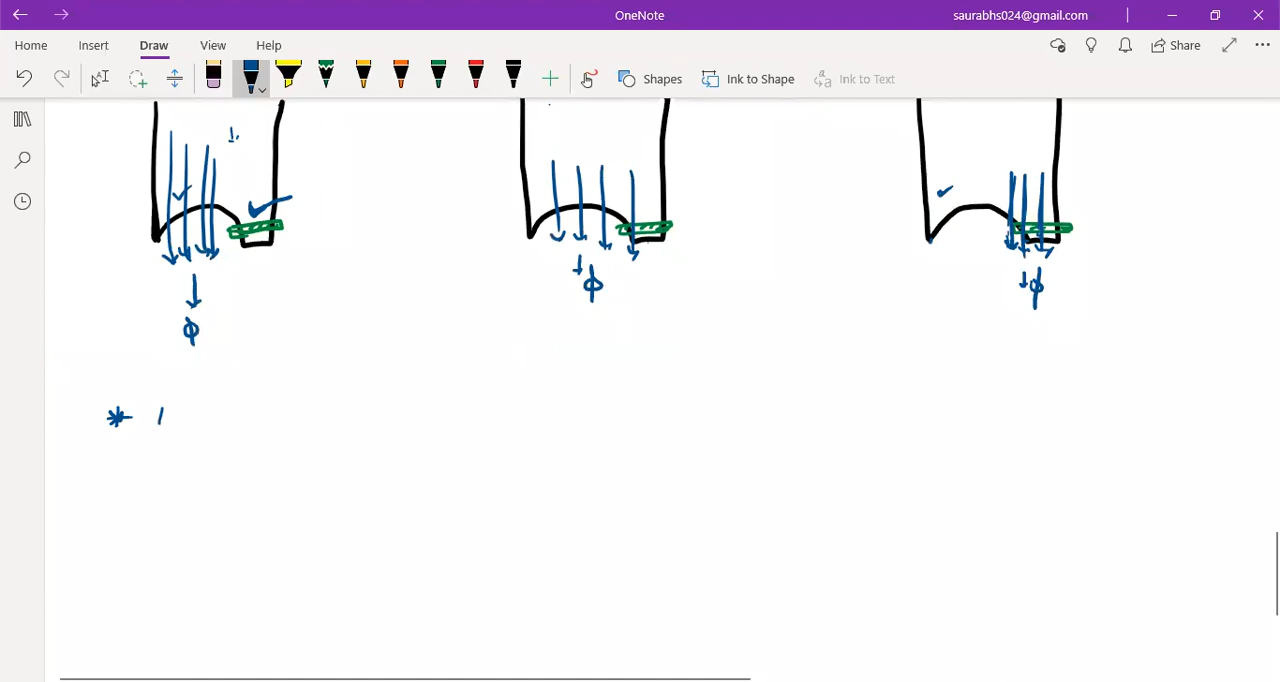 OneNote
saurabhs024@gmail.com
Home Insert Draw View Help
Share
Shapes
Ink to Shape
Ink to Text
ϕ
ϕ
ϕ
*